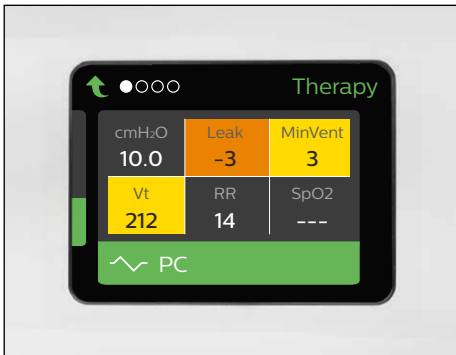 Therapy
cmH₂O Leak MinVent
10.0 -3 3
Vt RR SpO2
212 14 ---
PC